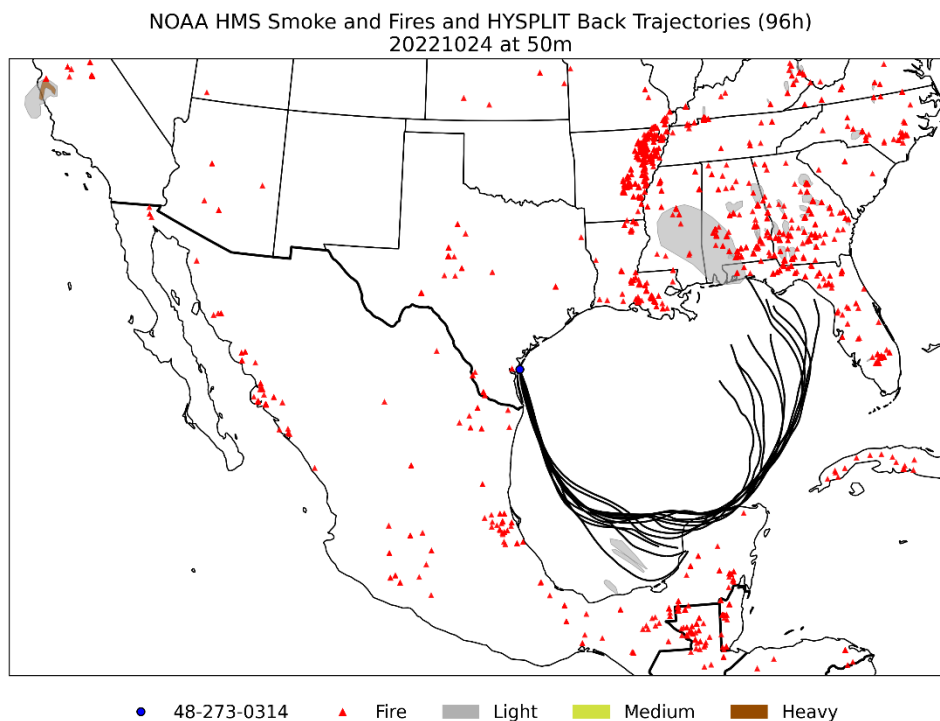 NOAA HMS Smoke and Fires and HYSPLIT Back Trajectories (96h)
20221024 at 50m
48-273-0314 Fire Light Medium Heavy